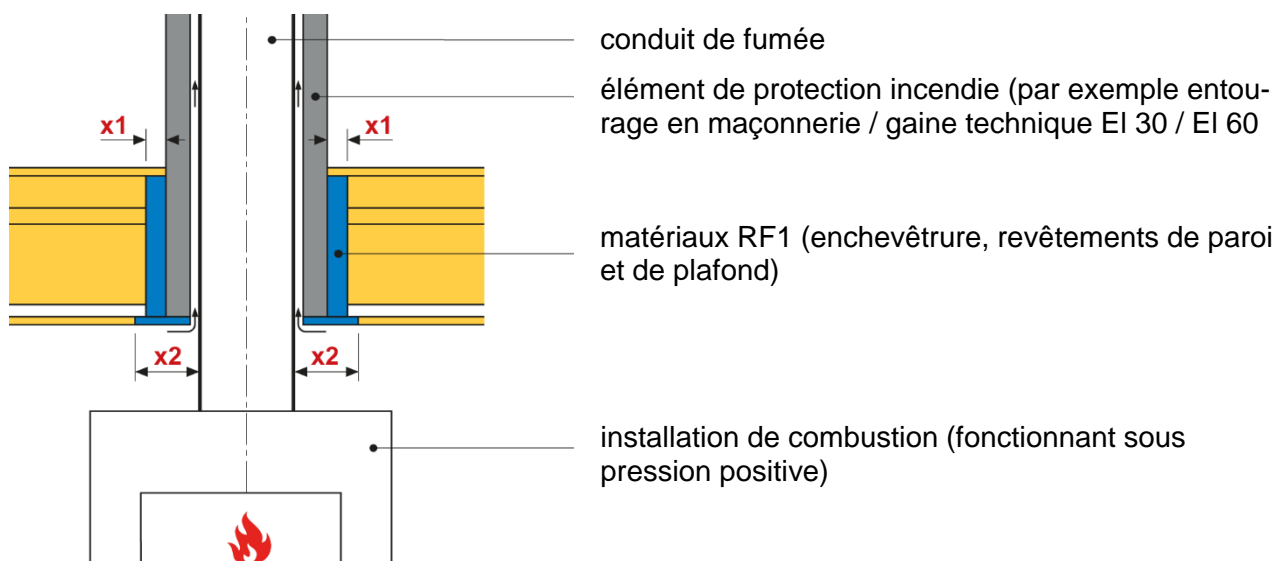 conduit de fumée
élément de protection incendie (par exemple entou-
rage en maçonnerie / gaine technique EI 30 / EI 60
x1
x1
matériaux RF1 (enchevêtrure, revêtements de paroi
et de plafond)
x2
x2
installation de combustion (fonctionnant sous
pression positive)